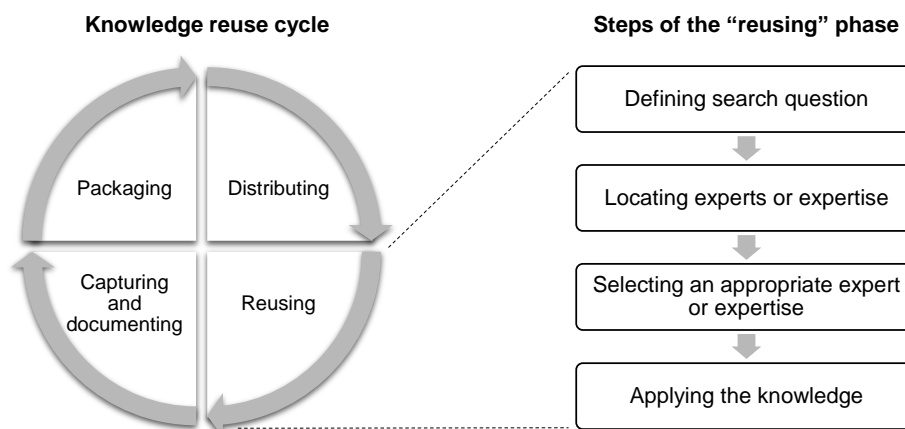 Knowledge reuse cycle
Packaging
Distributing
Capturing
and
documenting
Reusing
Steps of the “reusing” phase
Defining search question
Locating experts or expertise
Selecting an appropriate expert
or expertise
Applying the knowledge